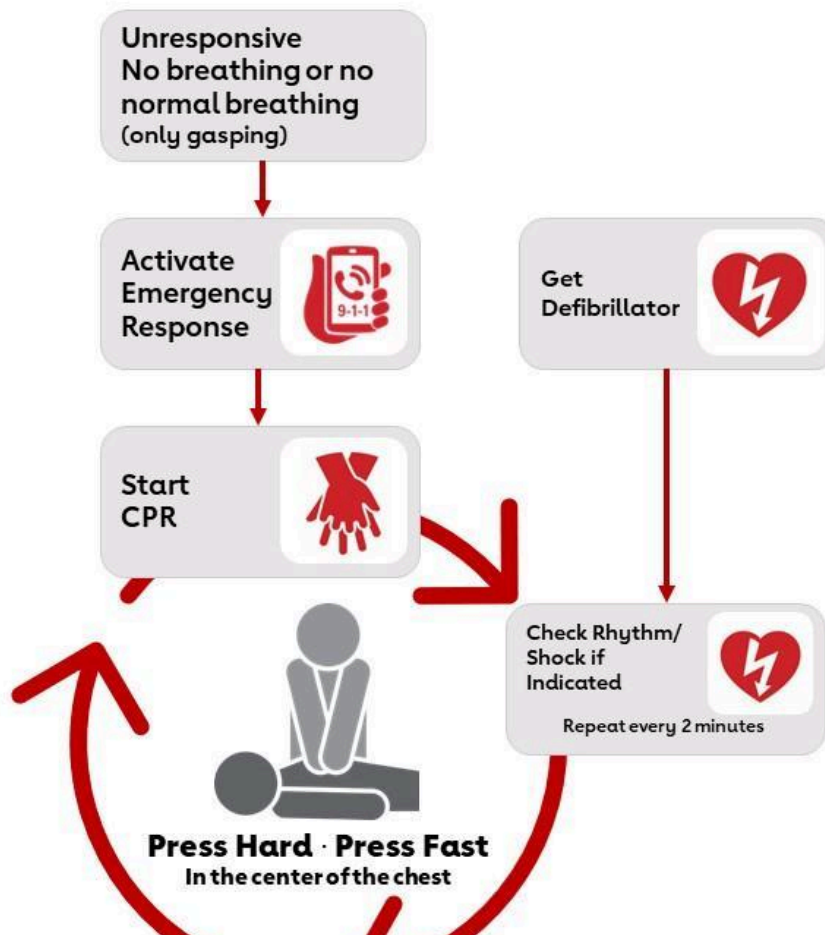 Unresponsive
No breathing or no
normal breathing
(only gasping)
Activate
Emergency
Response
9-1-1
Get
Defibrillator
Start
CPR
Check Rhythm/
Shock if
Indicated
Repeat every 2 minutes
Press Hard · Press Fast
In the center of the chest